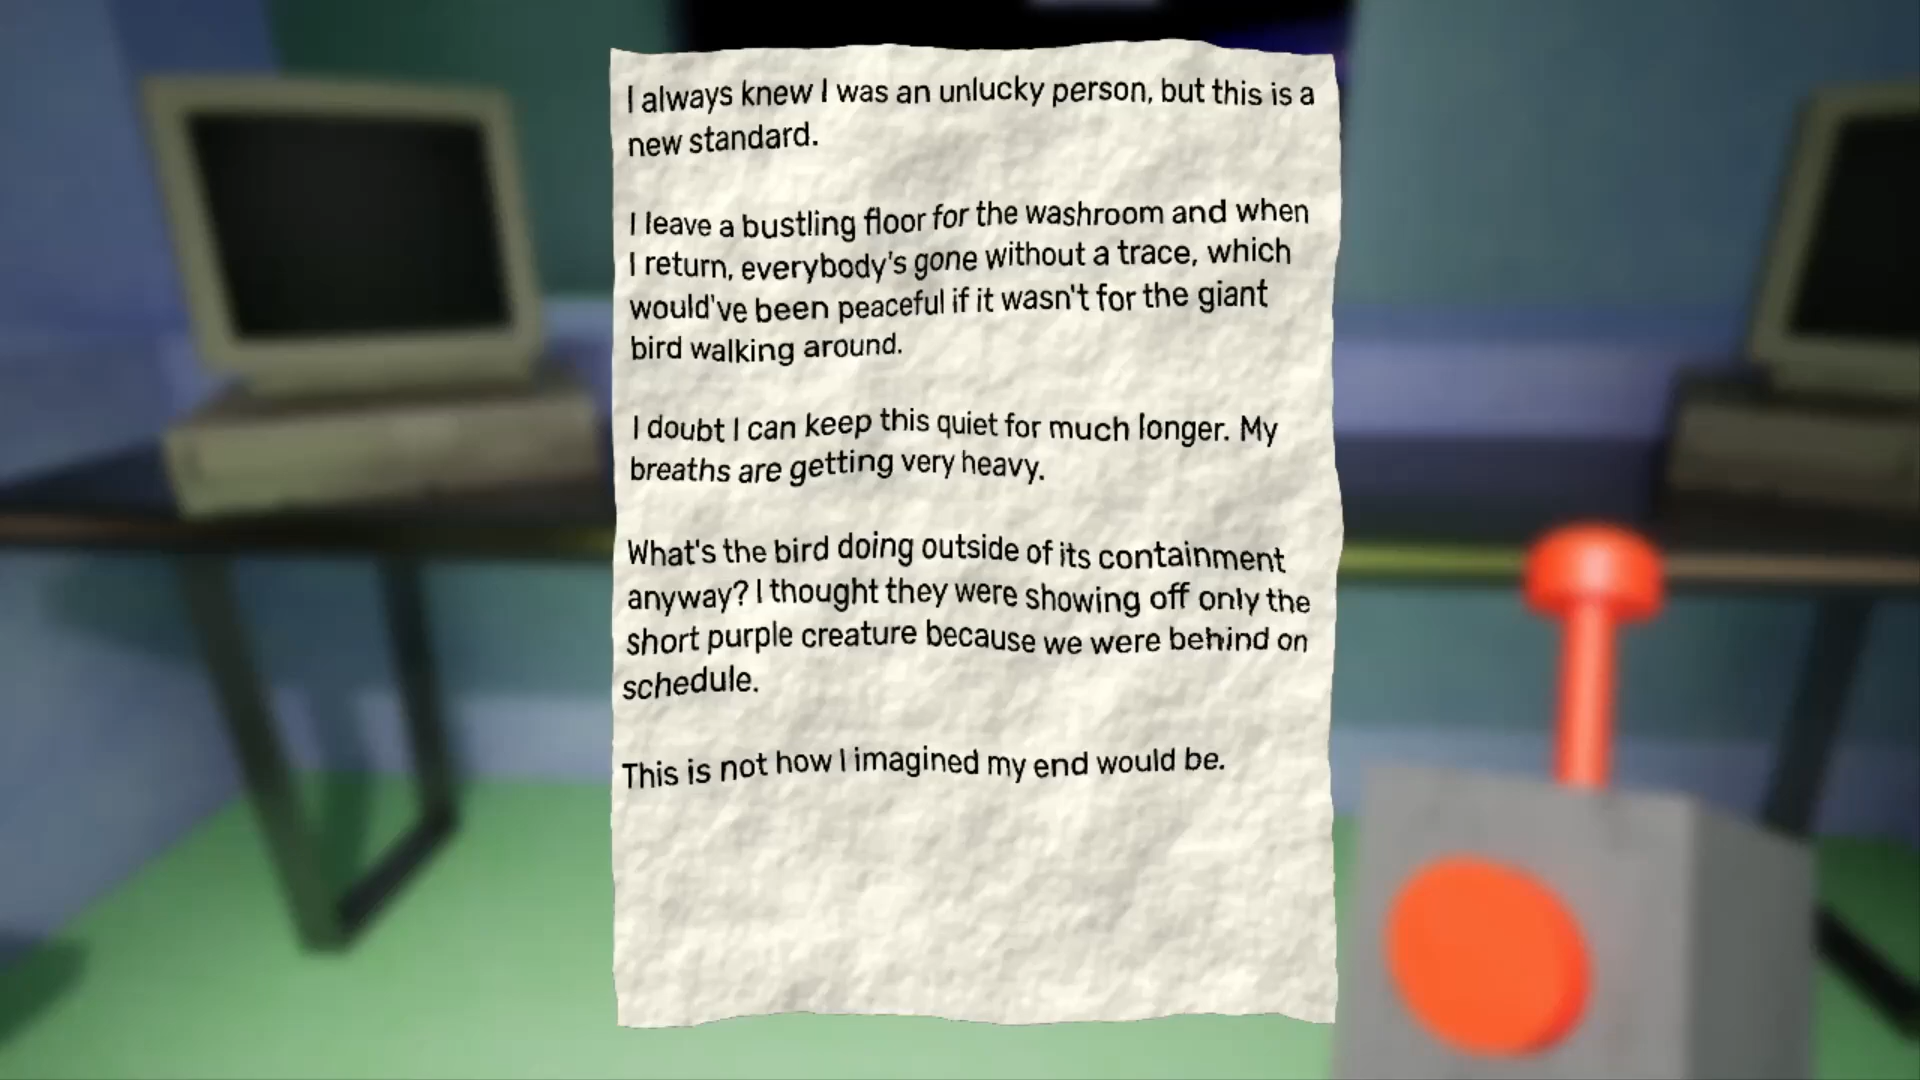 I always knew I was an unlucky person, but this is a
new standard.
I leave a bustling floor for the washroom and when
I return, everybody's gone without a trace, which
would've been peaceful if it wasn't for the giant
bird walking around.
I doubt I can keep this quiet for much longer. My
breaths are getting very heavy.
What's the bird doing outside of its containment
anyway? I thought they were showing off only the
short purple creature because we were behind on
schedule.
This is not how I imagined my end would be.